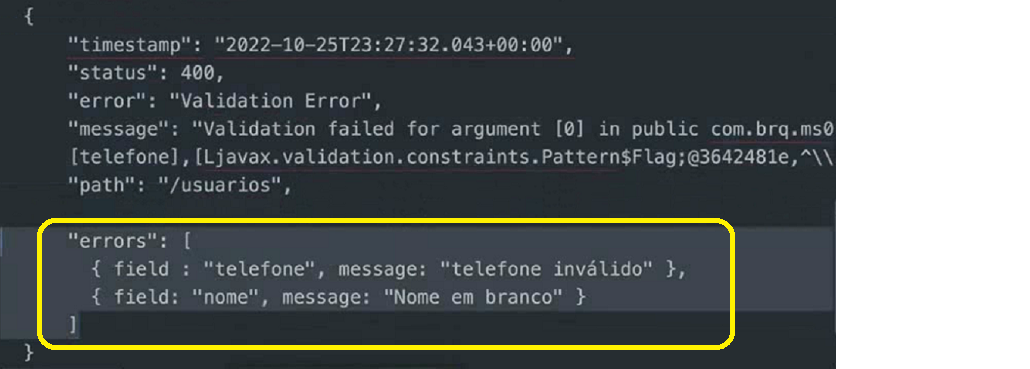 {
"timestamp": "2022-10-25T23:27:32.043+00:00",
"status": 400,
"error": "Validation Error",
"message": "Validation failed for argument [0] in public com.brq.ms0
[telefone],[Ljavax.validation.constraints.Pattern$Flag;@3642481e,^\\
"path": "/usuarios",
"errors": [
{ field : "telefone", message: "telefone inválido" },
{ field: "nome", message: "Nome em branco" }
]
}